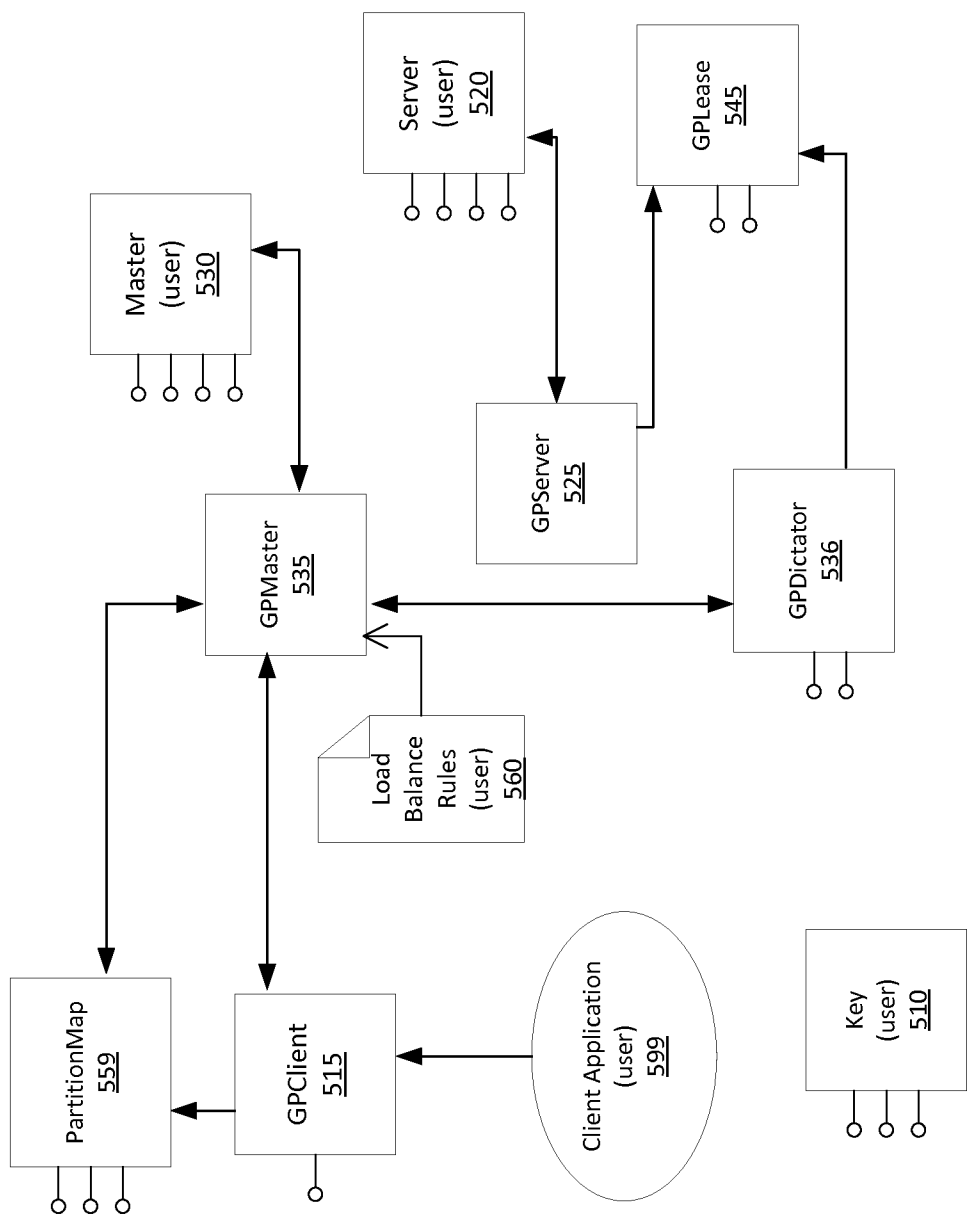 PartitionMap
559
GPClient
515
Client Application
(user)
599
Key
(user)
510
Load
Balance
Rules
(user)
560
GPMaster
535
Master
(user)
530
GPServer
525
Server
(user)
520
GPDictator
536
GPLease
545